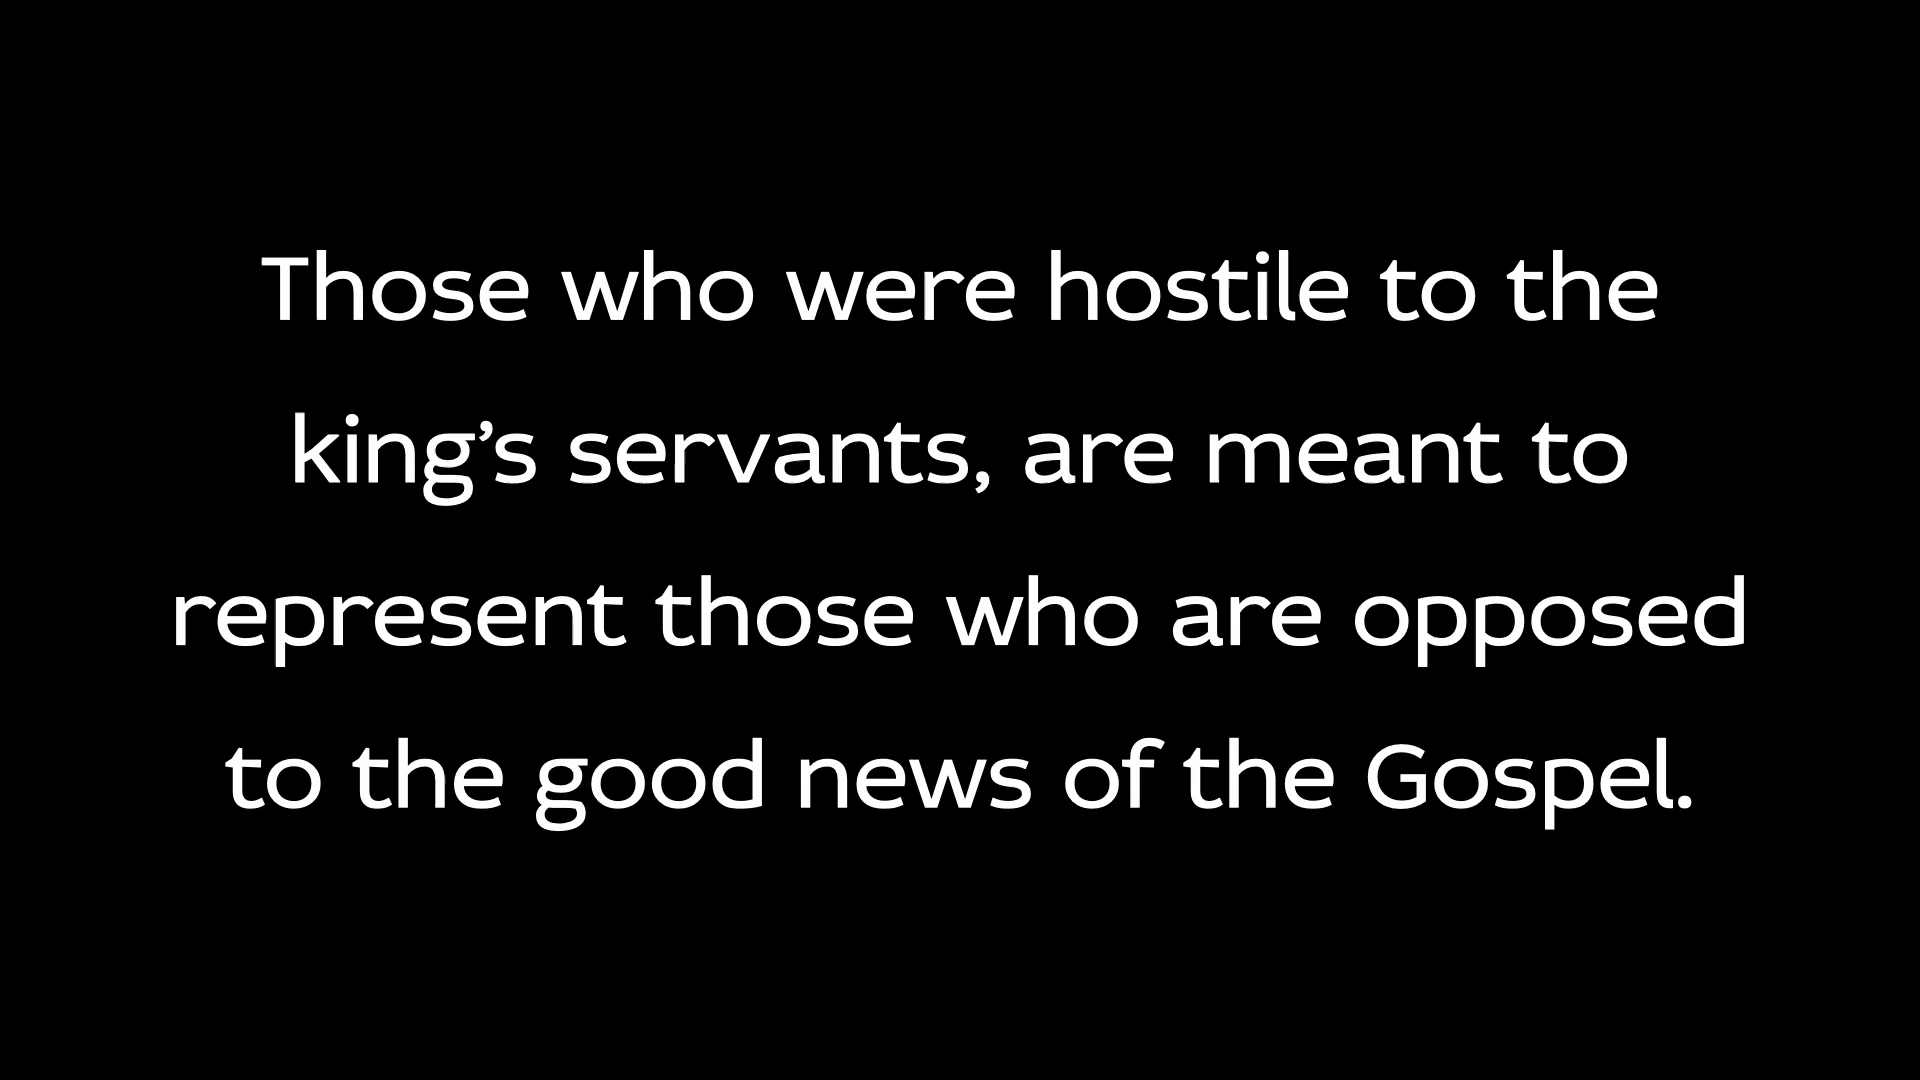 Those who were hostile to the
king’s servants, are meant to
represent those who are opposed
to the good news of the Gospel.